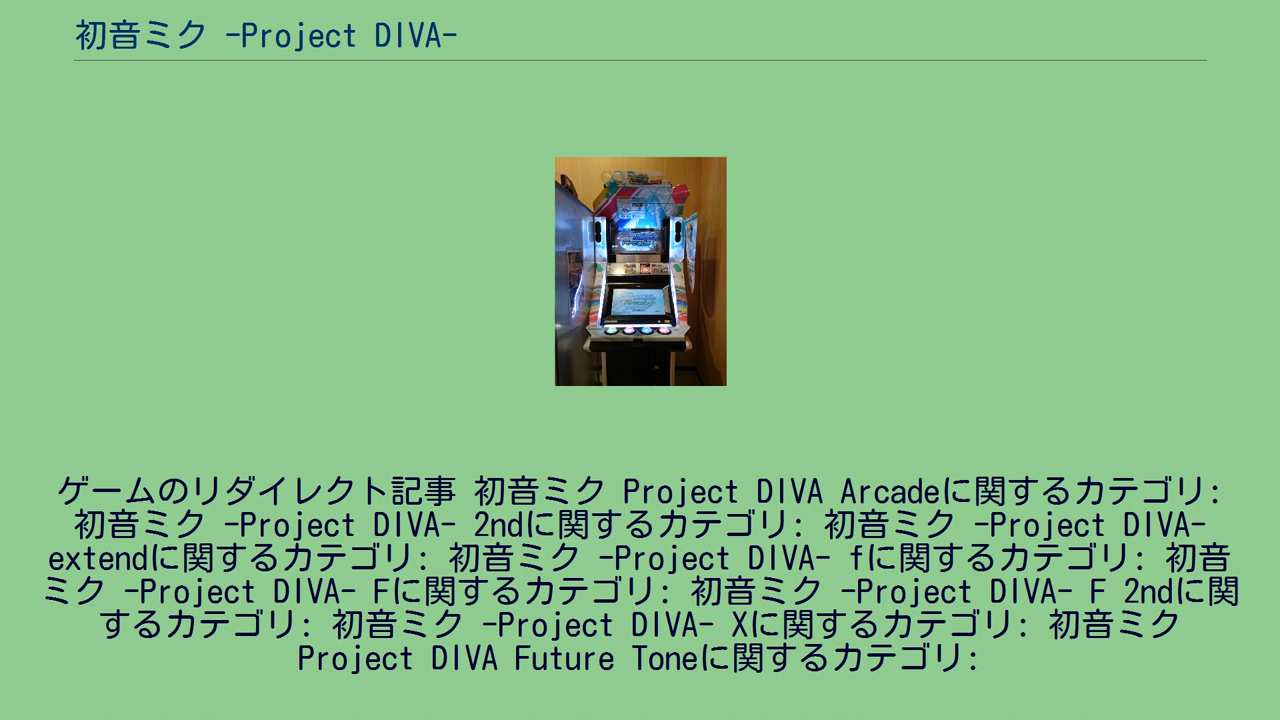 初音ミク -Project DIVA-
ゲームのリダイレクト記事 初音ミク Project DIVA Arcadeに関するカテゴリ:
初音ミク -Project DIVA- 2ndに関するカテゴリ: 初音ミク -Project DIVA-
extendに関するカテゴリ: 初音ミク -Project DIVA- fに関するカテゴリ: 初音
ミク -Project DIVA- Fに関するカテゴリ: 初音ミク -Project DIVA- F 2ndに関
するカテゴリ: 初音ミク -Project DIVA- Xに関するカテゴリ: 初音ミク
Project DIVA Future Toneに関するカテゴリ: